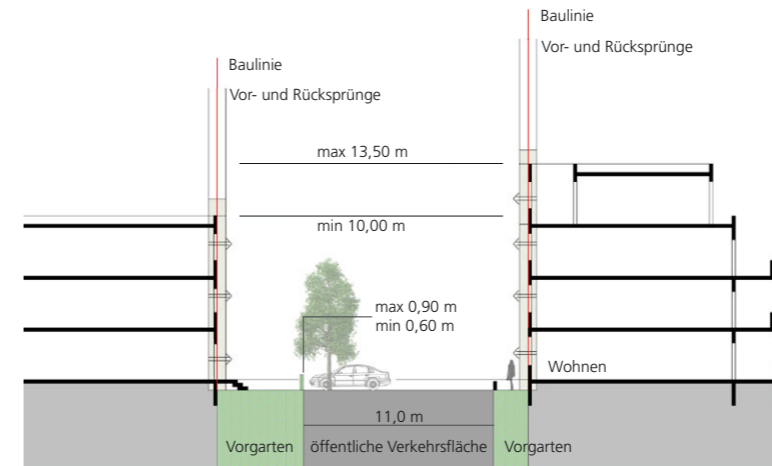 Baulinie
Vor- und Rücksprünge
Baulinie
Vor- und Rücksprünge
max 13,50 m
min 10,00 m
max 0,90 m
min 0,60 m
Wohnen
11,0 m
Vorgarten
öffentliche Verkehrsfläche
Vorgarten